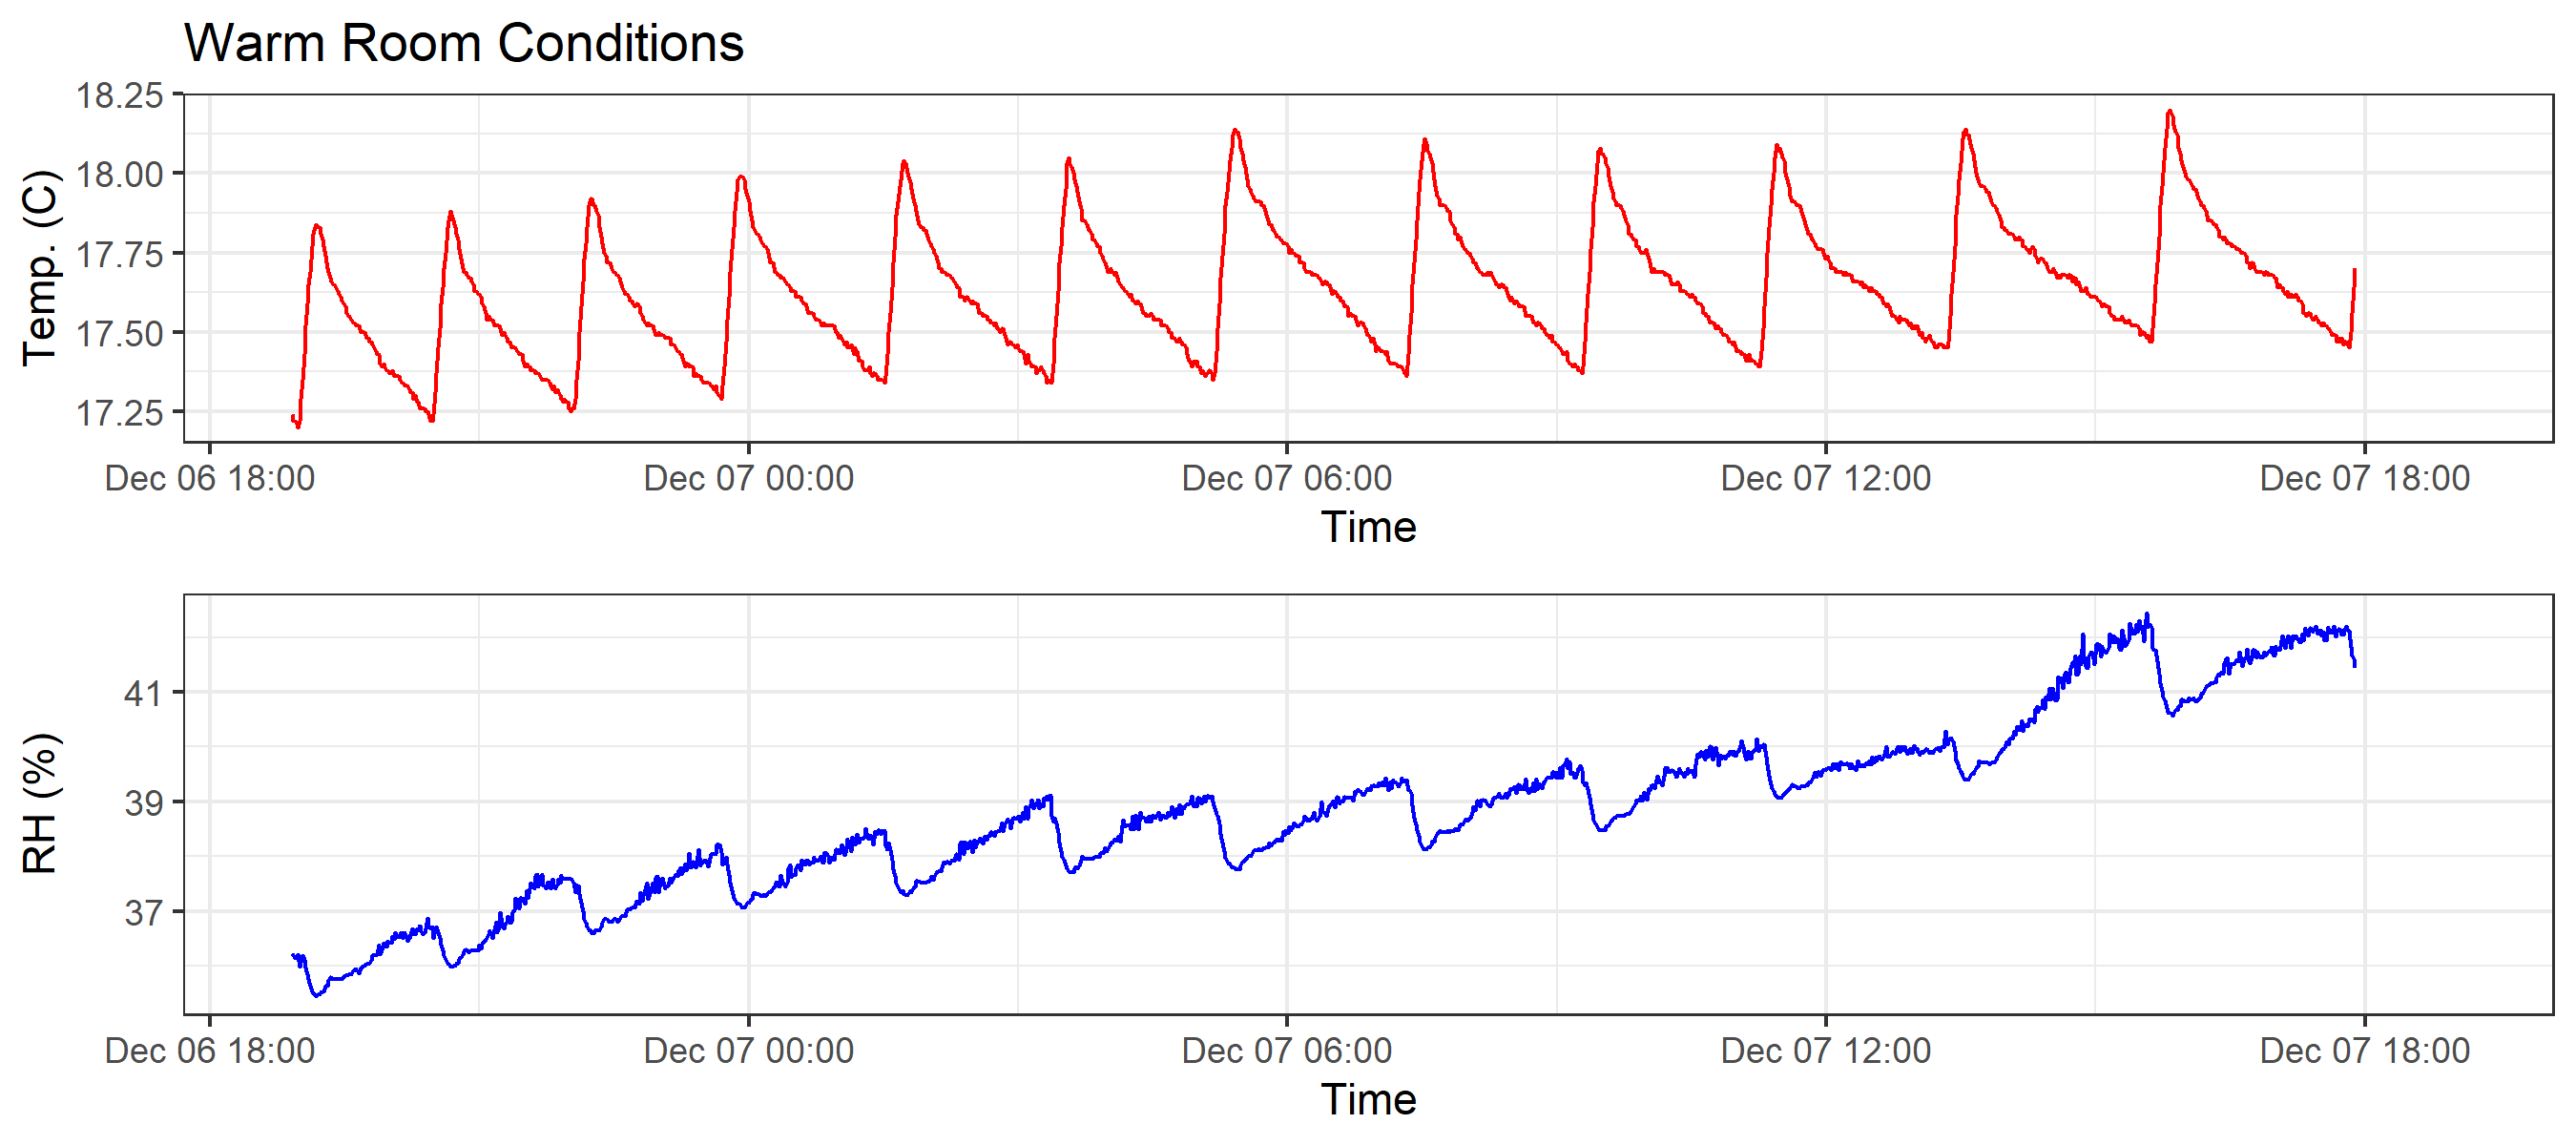 Warm Room Conditions
18.25
18.00
17.75
17.50
17.25
Temp. (C)
Dec 06 18:00 Dec 07 00:00 Dec 07 06:00 Dec 07 12:00 Dec 07 18:00
Time
41
39
37
RH (%)
Dec 06 18:00 Dec 07 00:00 Dec 07 06:00 Dec 07 12:00 Dec 07 18:00
Time